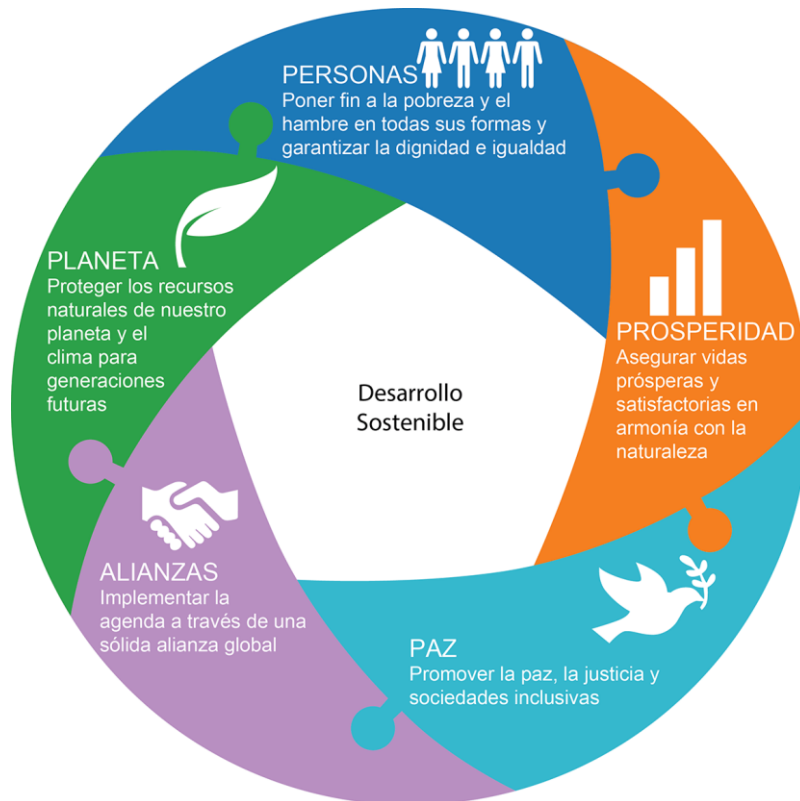 PERSONAS
Poner fin a la pobreza y el
hambre en todas sus formas y
garantizar la dignidad e igualdad
PROSPERIDAD
Asegurar vidas
prósperas y
satisfactorias en
armonía con la
naturaleza
PAZ
Promover la paz, la justicia y
sociedades inclusivas
ALIANZAS
Implementar la
agenda a través de una
sólida alianza global
PLANETA
Proteger los recursos
naturales de nuestro
planeta y el
clima para
generaciones
futuras
Desarrollo
Sostenible